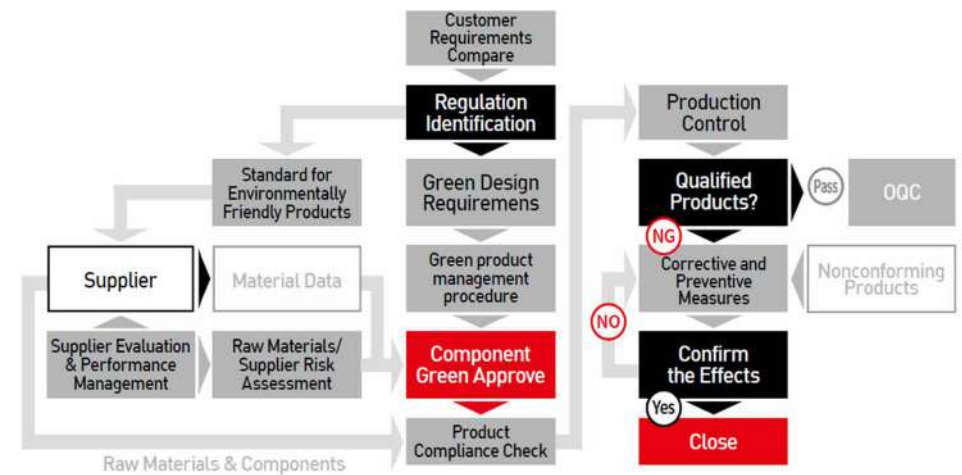 Customer
Requirements
Compare
Regulation
Identification
Production
Control
Standard for
Environmentally
Friendly Products
Green Design
Requiremens
Qualified
Products?
Pass
OQC
NG
Supplier
Material Data
Green product
management
procedure
Corrective and
Preventive
Measures
Nonconforming
Products
NO
Supplier Evaluation
& Performance
Management
Raw Materials/
Supplier Risk
Assessment
Component
Green Approve
Confirm
the Effects
Yes
Product
Compliance Check
Close
Raw Materials & Components